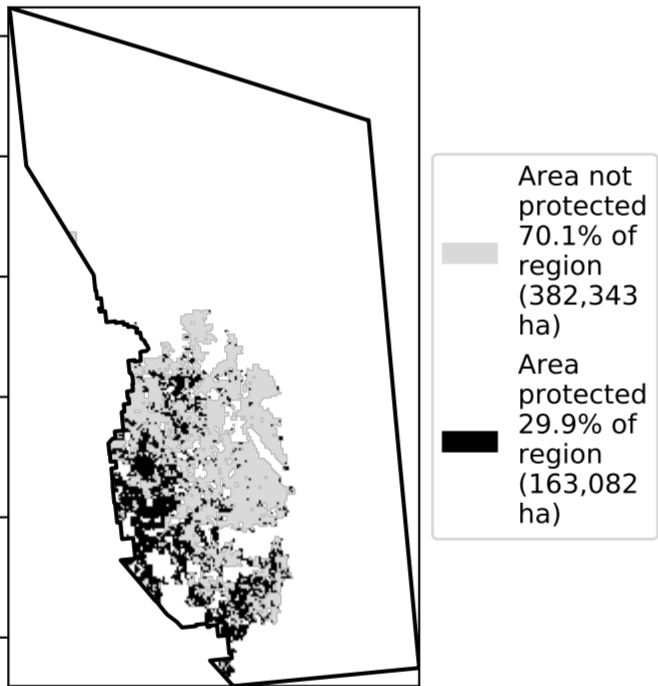 Area not
protected
70.1% of
region
(382,343
ha)
Area
protected
29.9% of
region
(163,082
ha)